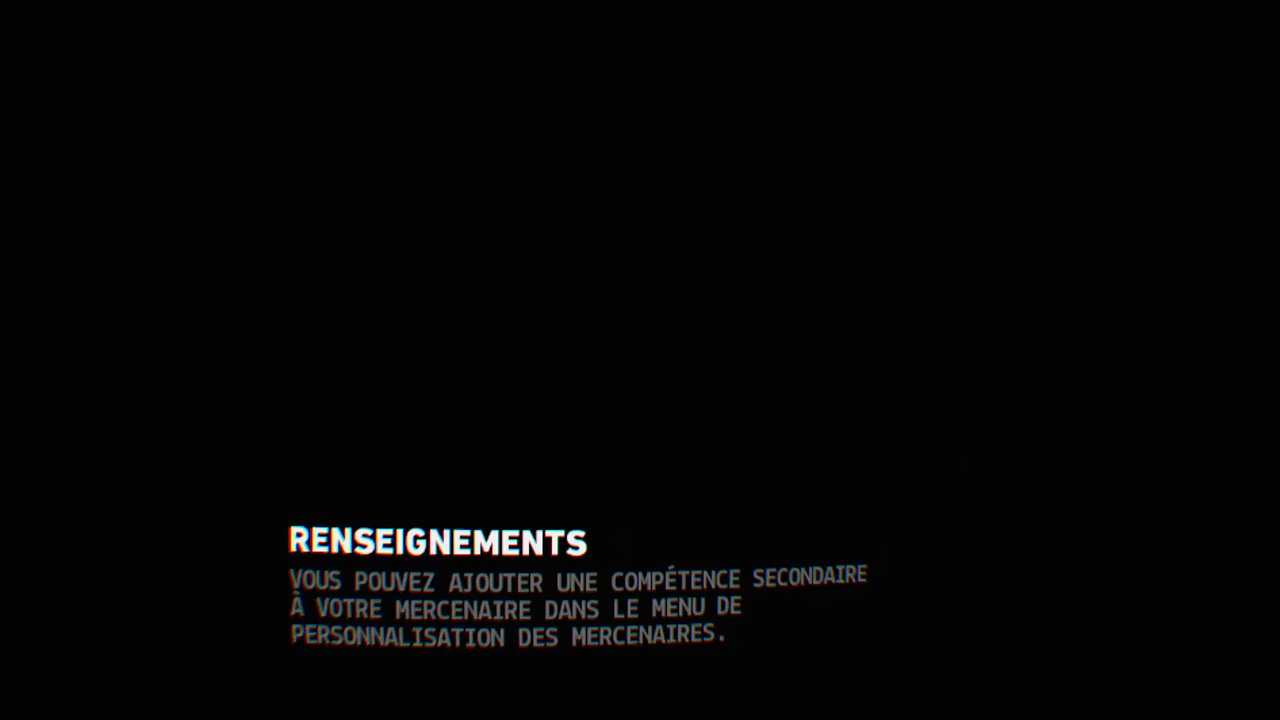 RENSEIGNEMENTS
VOUS POUVEZ AJOUTER UNE COMPÉTENCE SECONDAIRE
À VOTRE MERCENAIRE DANS LE MENU DE
PERSONNALISATION DES MERCENAIRES.